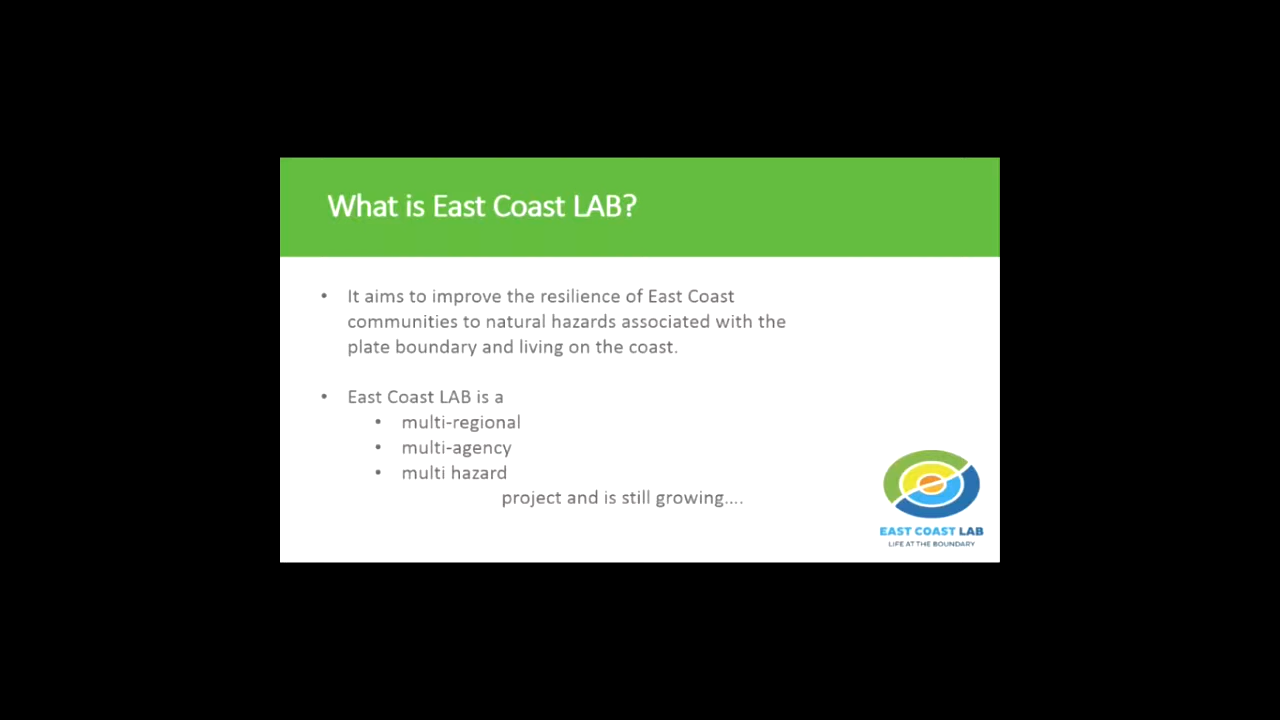 What is East Coast LAB?
• It aims to improve the resilience of East Coast
communities to natural hazards associated with the
plate boundary and living on the coast.
• East Coast LAB is a
• multi-regional
• multi-agency
• multi hazard
project and is still growing....
EAST COAST LAB
LIFE AT THE BOUNDARY